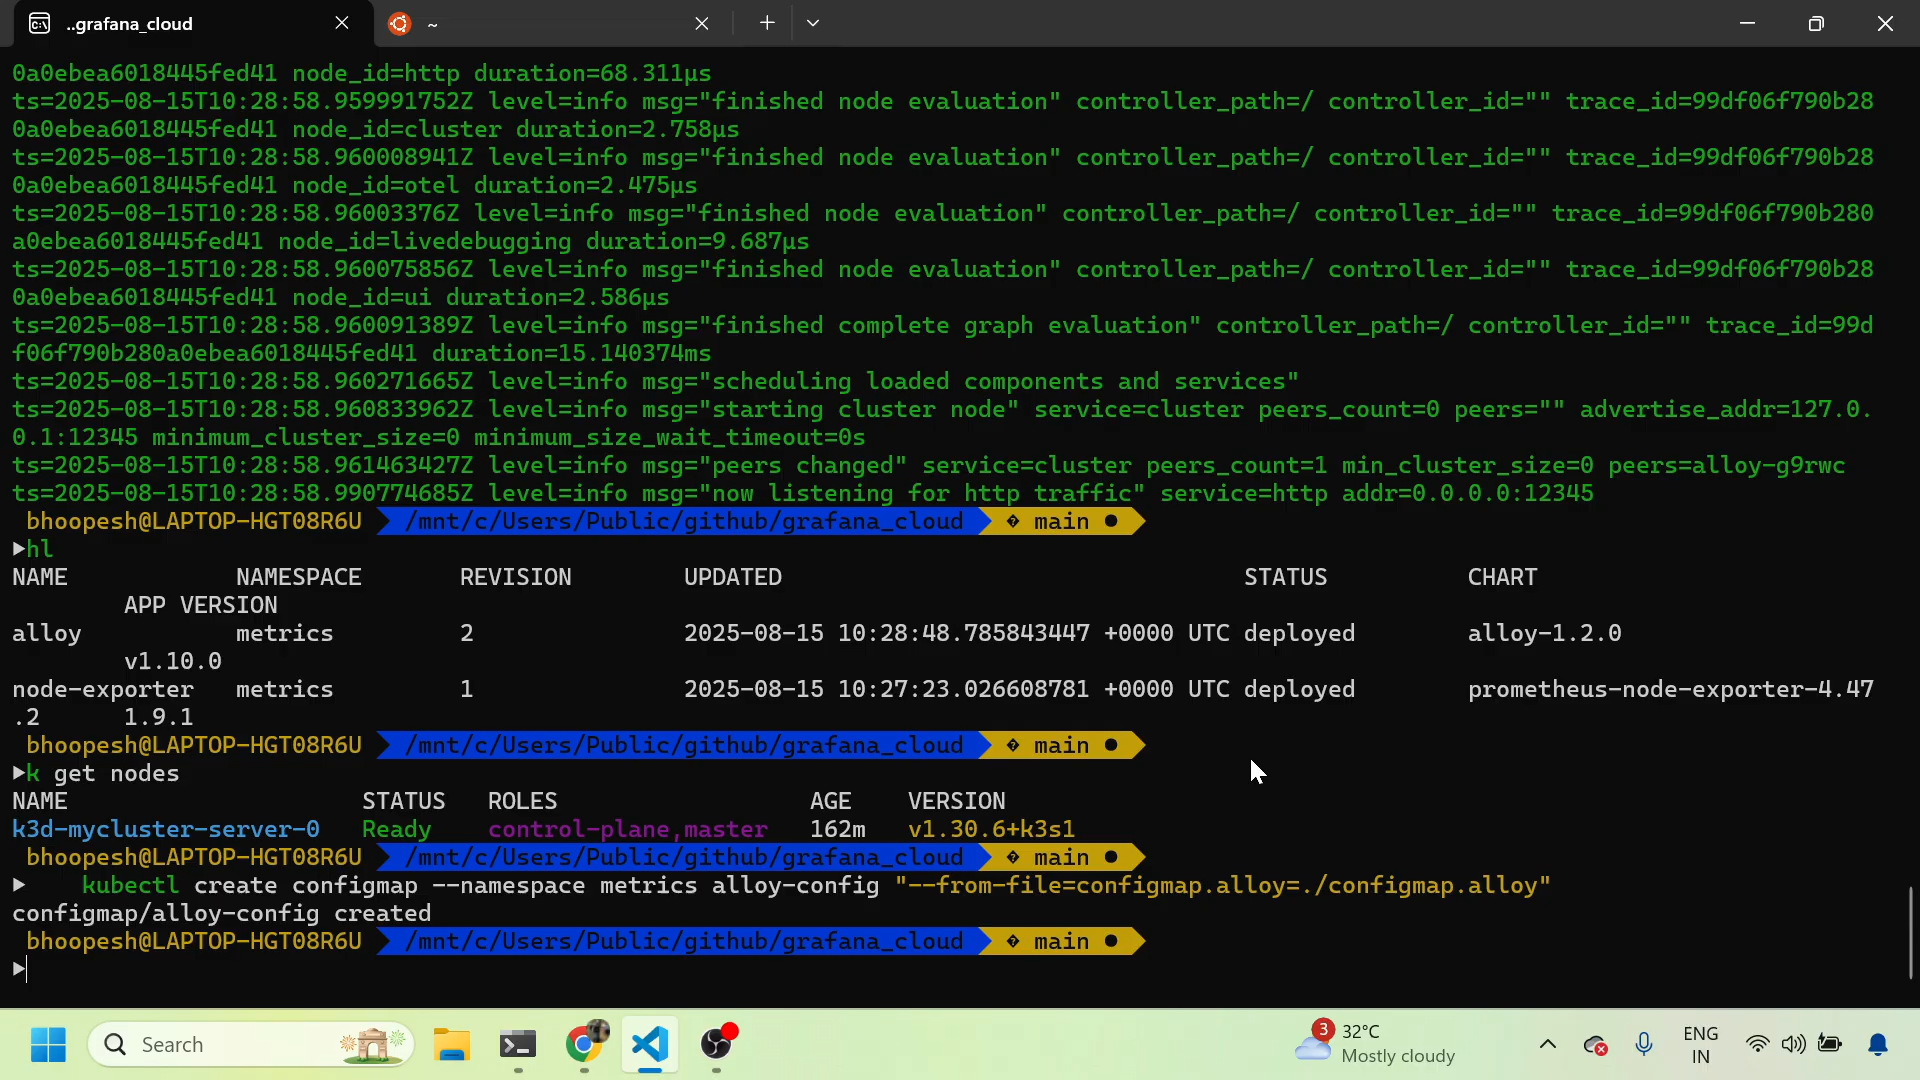 ..grafana_cloud
~
0a0ebea6018445fed41 node_id=http duration=68.311µs
ts=2025-08-15T10:28:58.959991752Z level=info msg="finished node evaluation" controller_path=/ controller_id="" trace_id=99df06f790b28
0a0ebea6018445fed41 node_id=cluster duration=2.758µs
ts=2025-08-15T10:28:58.960008941Z level=info msg="finished node evaluation" controller_path=/ controller_id="" trace_id=99df06f790b28
0a0ebea6018445fed41 node_id=otel duration=2.475µs
ts=2025-08-15T10:28:58.96003376Z level=info msg="finished node evaluation" controller_path=/ controller_id="" trace_id=99df06f790b280
a0ebea6018445fed41 node_id=livedebugging duration=9.687µs
ts=2025-08-15T10:28:58.960075856Z level=info msg="finished node evaluation" controller_path=/ controller_id="" trace_id=99df06f790b28
0a0ebea6018445fed41 node_id=ui duration=2.586µs
ts=2025-08-15T10:28:58.960091389Z level=info msg="finished complete graph evaluation" controller_path=/ controller_id="" trace_id=99d
f06f790b280a0ebea6018445fed41 duration=15.140374ms
ts=2025-08-15T10:28:58.960271665Z level=info msg="scheduling loaded components and services"
ts=2025-08-15T10:28:58.960833962Z level=info msg="starting cluster node" service=cluster peers_count=0 peers="" advertise_addr=127.0.
0.1:12345 minimum_cluster_size=0 minimum_size_wait_timeout=0s
ts=2025-08-15T10:28:58.961463427Z level=info msg="peers changed" service=cluster peers_count=1 min_cluster_size=0 peers=alloy-g9rwc
ts=2025-08-15T10:28:58.990774685Z level=info msg="now listening for http traffic" service=http addr=0.0.0.0:12345
bhoopesh@LAPTOP-HGT08R6U /mnt/c/Users/Public/github/grafana_cloud � main ●
▶hl
NAME NAMESPACE REVISION UPDATED STATUS CHART
APP VERSION
alloy metrics 2 2025-08-15 10:28:48.785843447 +0000 UTC deployed alloy-1.2.0
v1.10.0
node-exporter metrics 1 2025-08-15 10:27:23.026608781 +0000 UTC deployed prometheus-node-exporter-4.47
.2 1.9.1
bhoopesh@LAPTOP-HGT08R6U /mnt/c/Users/Public/github/grafana_cloud � main ●
▶k get nodes
NAME STATUS ROLES AGE VERSION
k3d-mycluster-server-0 Ready control-plane,master 162m v1.30.6+k3s1
bhoopesh@LAPTOP-HGT08R6U /mnt/c/Users/Public/github/grafana_cloud � main ●
▶ kubectl create configmap --namespace metrics alloy-config "--from-file=configmap.alloy=./configmap.alloy"
configmap/alloy-config created
bhoopesh@LAPTOP-HGT08R6U /mnt/c/Users/Public/github/grafana_cloud � main ●
▶
Search
3
32°C
Mostly cloudy
ENG
IN